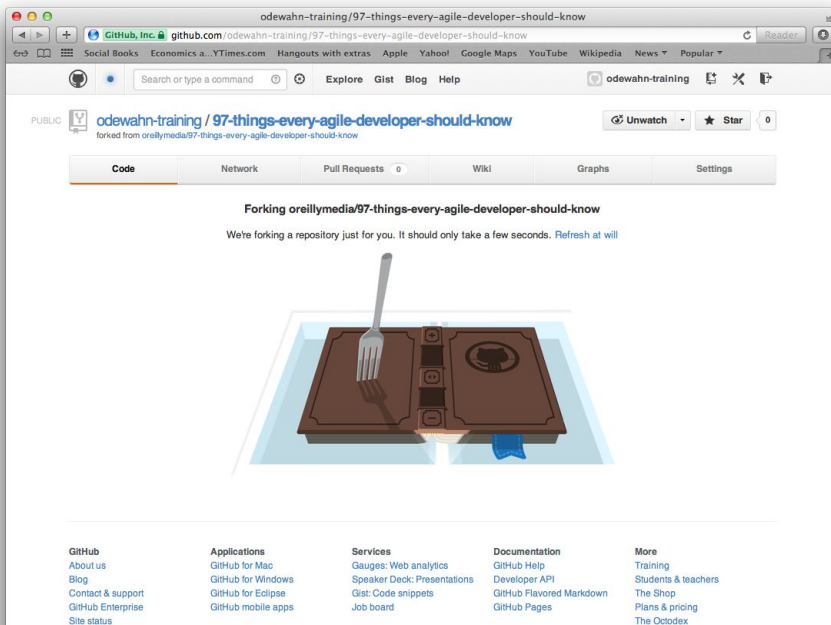 odewahn-training/97-things-every-agile-developer-should-know
GitHub, Inc. github.com/odewahn-training/97-things-every-agile-developer-should-know Reader
Social Books Economics a...YTimes.com Hangouts with extras Apple Yahoo! Google Maps YouTube Wikipedia News Popular
Search or type a command Explore Gist Blog Help odewahn-training
PUBLIC odewahn-training / 97-things-every-agile-developer-should-know Unwatch Star 0
forked from oreillymedia/97-things-every-agile-developer-should-know
Code Network Pull Requests 0 Wiki Graphs Settings
Forking oreillymedia/97-things-every-agile-developer-should-know
We're forking a repository just for you. It should only take a few seconds. Refresh at will
GitHub Applications Services Documentation More
About us GitHub for Mac Gauges: Web analytics GitHub Help Training
Blog GitHub for Windows Speaker Deck: Presentations Developer API Students & teachers
Contact & support GitHub for Eclipse Gist: Code snippets GitHub Flavored Markdown The Shop
GitHub Enterprise GitHub mobile apps Job board GitHub Pages Plans & pricing
Site status The Octodex